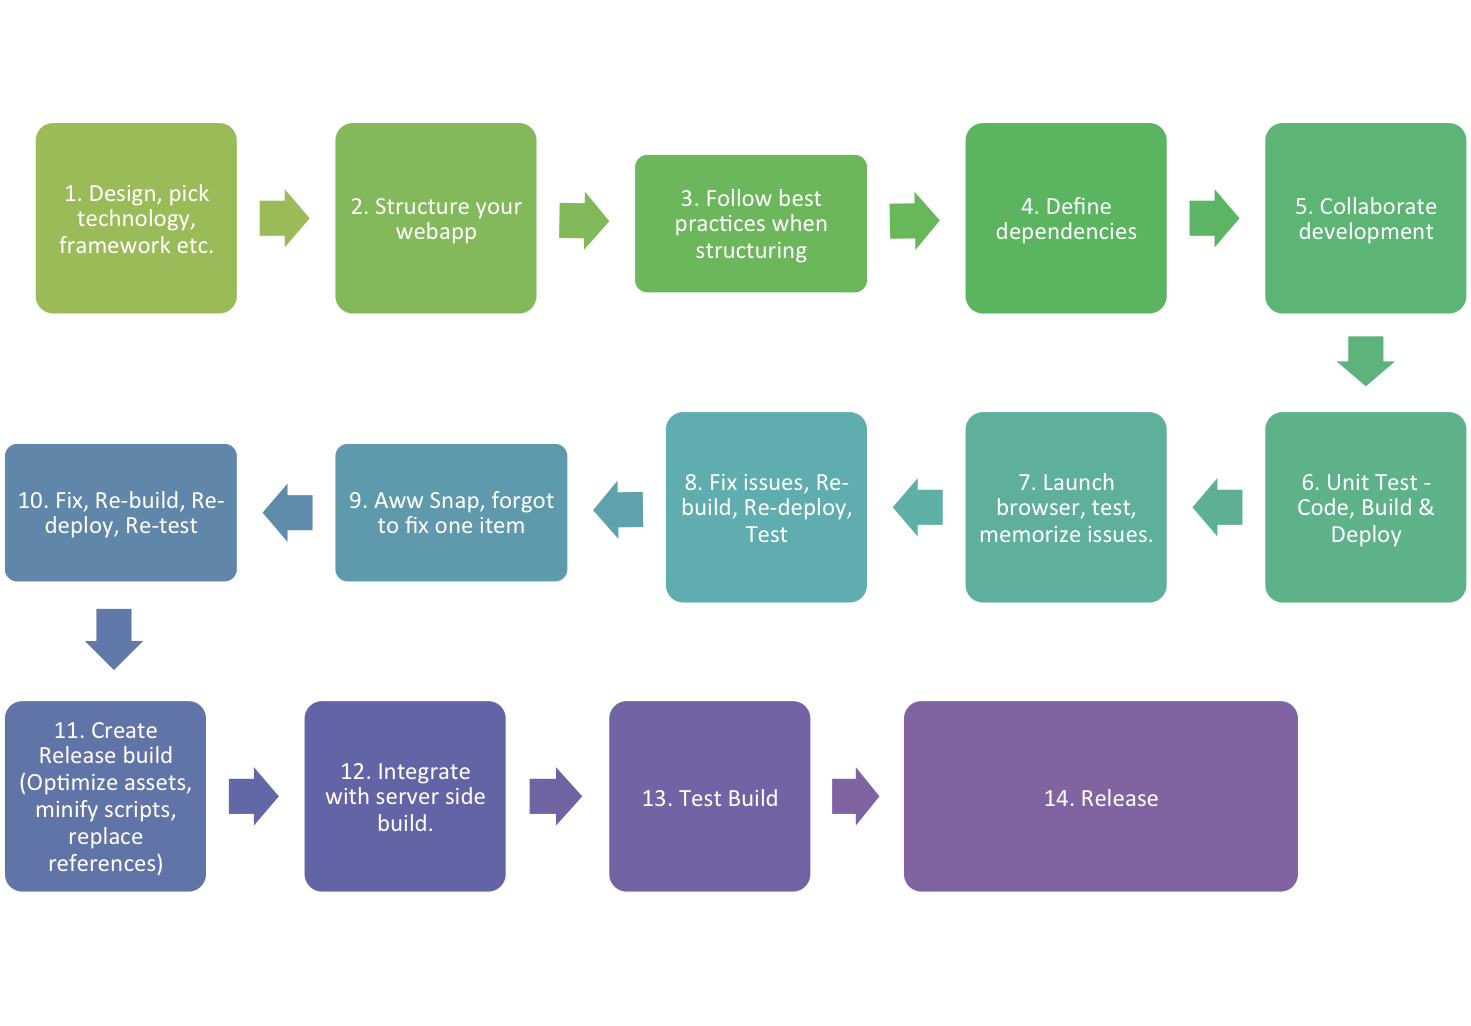 1. Design, pick
technology,
framework etc.
2. Structure your
webapp
3. Follow best
practices when
structuring
4. Define
dependencies
5. Collaborate
development
6. Unit Test -
Code, Build &
Deploy
7. Launch
browser, test,
memorize issues.
8. Fix issues, Re-
build, Re-deploy,
Test
9. Aww Snap, forgot
to fix one item
10. Fix, Re-build, Re-
deploy, Re-test
11. Create
Release build
(Optimize assets,
minify scripts,
replace
references)
12. Integrate
with server side
build.
13. Test Build
14. Release